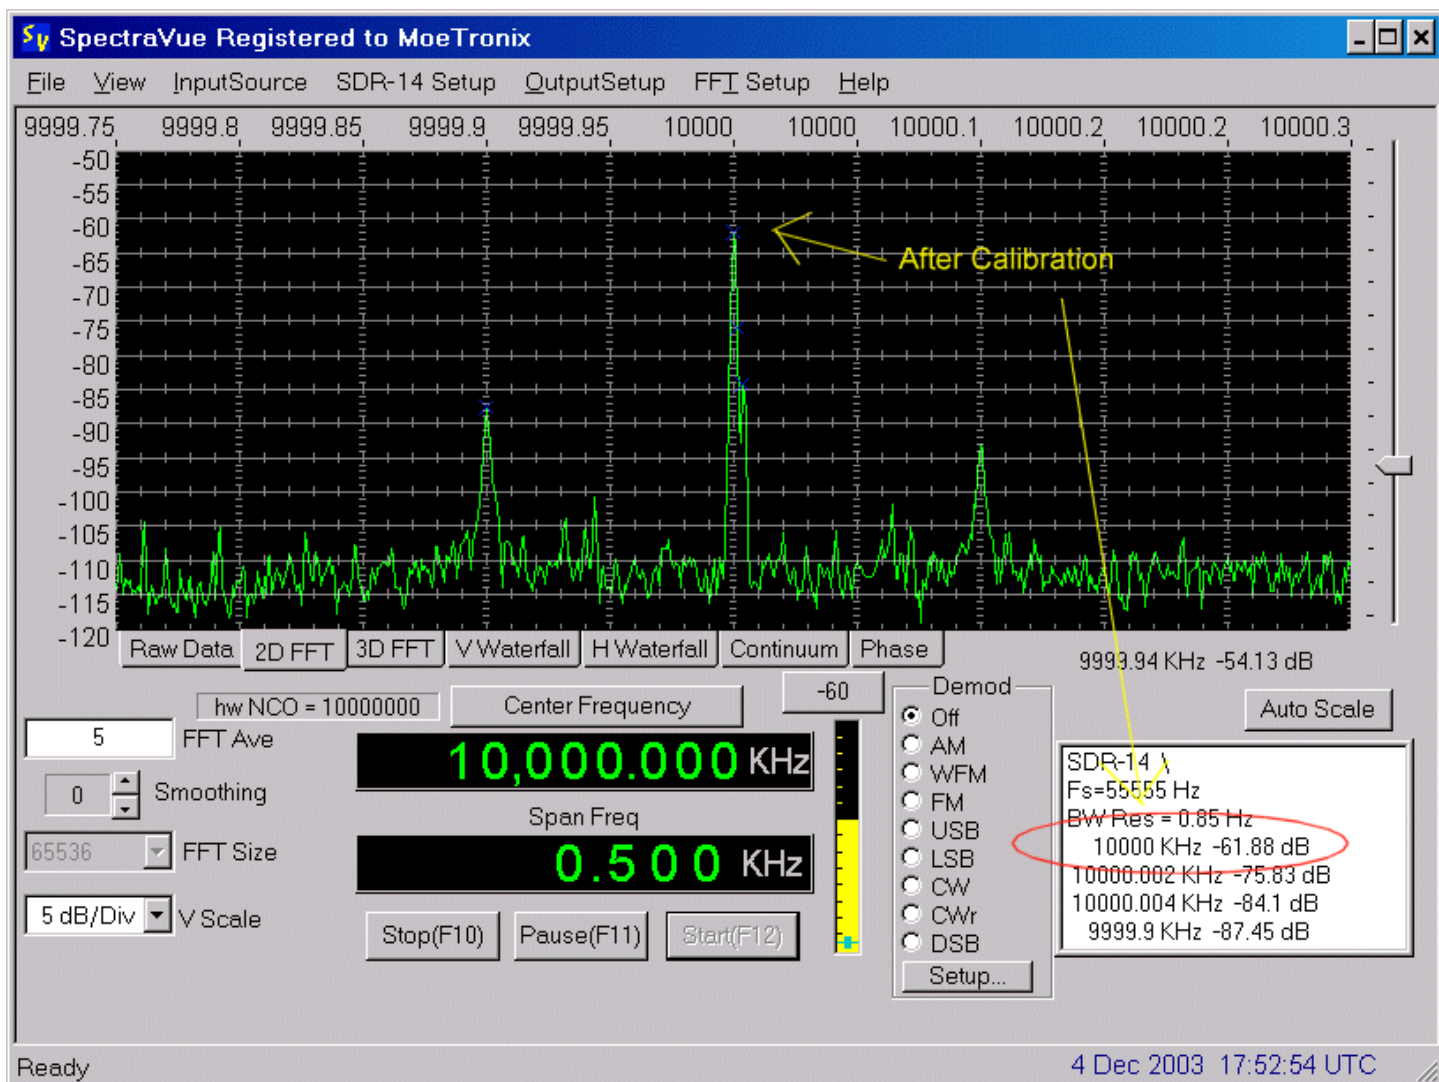 SV SpectraVue Registered to MoeTronix
File View InputSource SDR-14 Setup OutputSetup FFT Setup Help
9999.75 9999.8 9999.85 9999.9 9999.95 10000 10000 10000.1 10000.2 10000.2 10000.3
-50
-55
-60
-65
-70
-75
-80
-85
-90
-95
-100
-105
-110
-115
-120
After Calibration
Raw Data 2D FFT 3D FFT V Waterfall H Waterfall Continuum Phase
9999.94 KHz -54.13 dB
hw NCO = 10000000
Center Frequency
-60
Auto Scale
5 FFT Ave
10,000.000 KHz
0 Smoothing
Span Freq
65536 FFT Size
0.500 KHz
5 dB/Div V Scale
Stop(F10) Pause(F11) Start(F12)
Demod
Off
AM
WFM
FM
USB
LSB
CW
CWr
DSB
Setup...
SDR-14
Fs=55555 Hz
BW Res = 0.85 Hz
10000 KHz -61.88 dB
10000.002 KHz -75.83 dB
10000.004 KHz -84.1 dB
9999.9 KHz -87.45 dB
Ready
4 Dec 2003 17:52:54 UTC